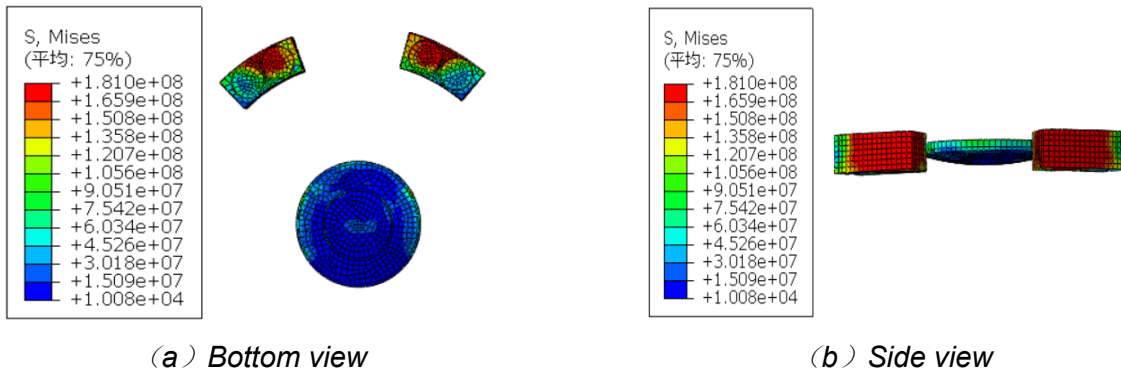 S, Mises
(平均: 75%)
+1.810e+08
+1.659e+08
+1.508e+08
+1.358e+08
+1.207e+08
+1.056e+08
+9.051e+07
+7.542e+07
+6.034e+07
+4.526e+07
+3.018e+07
+1.509e+07
+1.008e+04
S, Mises
(平均: 75%)
+1.810e+08
+1.659e+08
+1.508e+08
+1.358e+08
+1.207e+08
+1.056e+08
+9.051e+07
+7.542e+07
+6.034e+07
+4.526e+07
+3.018e+07
+1.509e+07
+1.008e+04
（a）Bottom view
（b）Side view